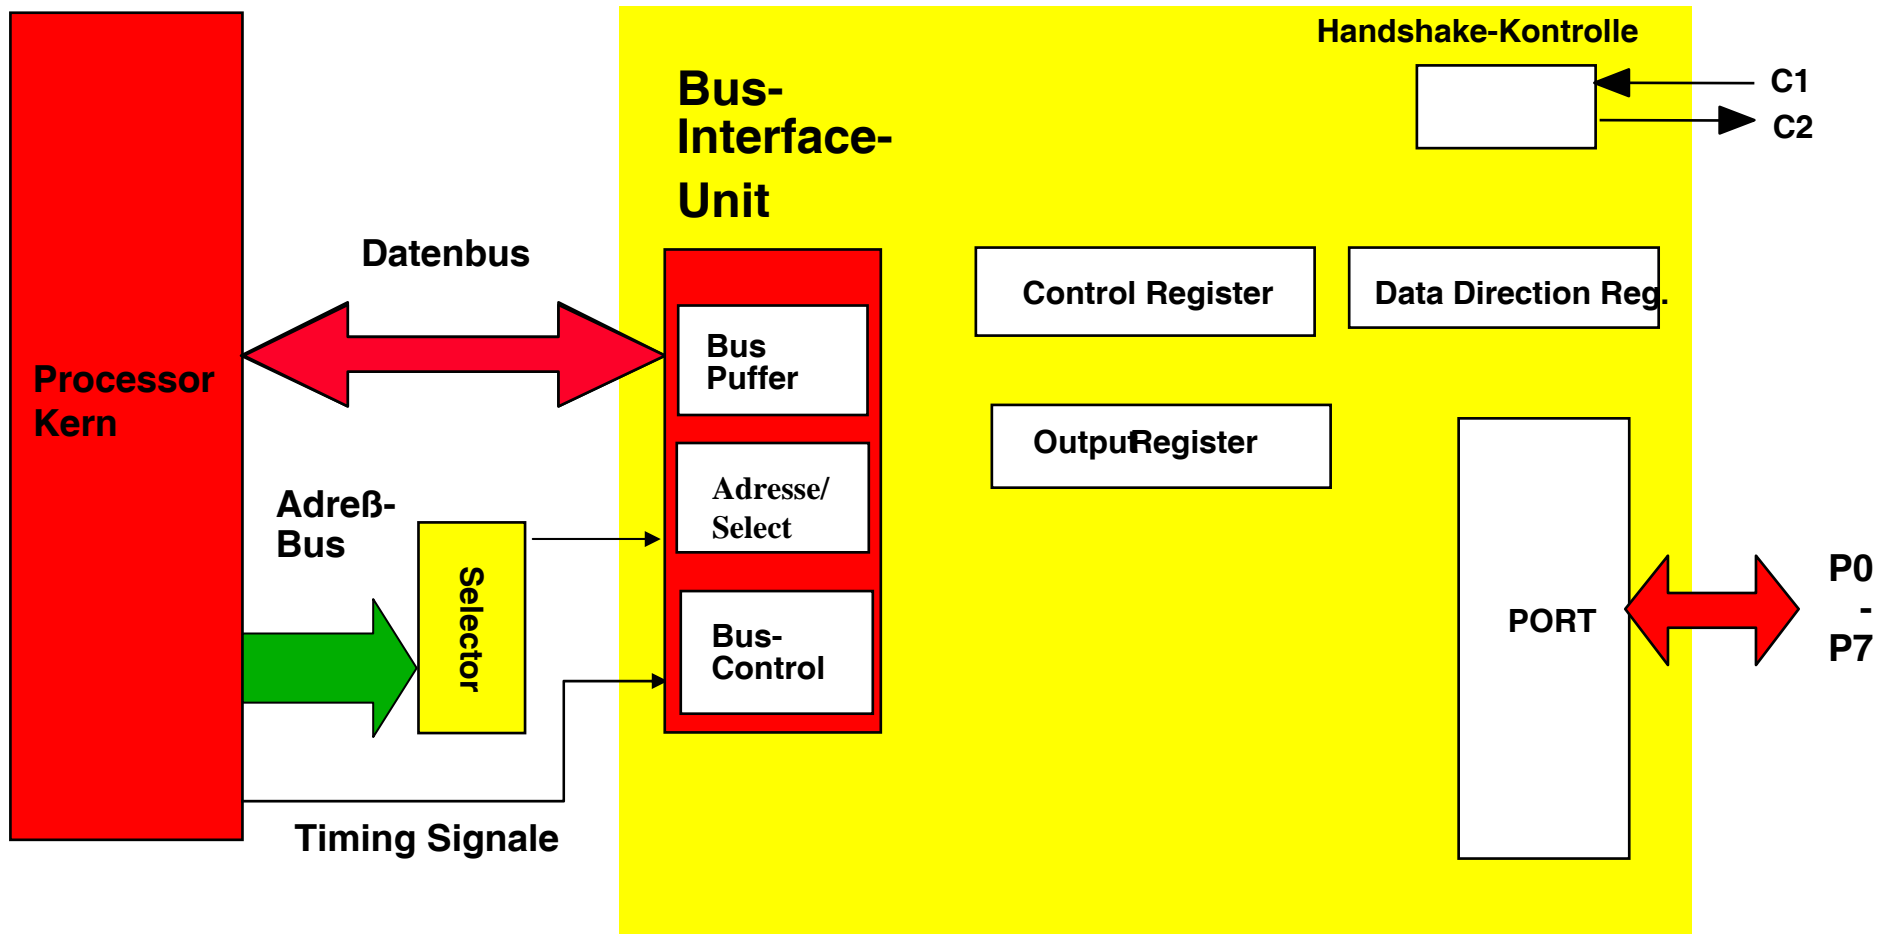 Handshake-Kontrolle
C1
C2
Bus-
Interface-
Unit
Datenbus
Control Register
Data Direction Reg.
Bus
Puffer
Processor
Kern
OutputRegister
Adresse/
Select
Adreß-
Bus
Selector
Bus-
Control
PORT
P0
-
P7
Timing Signale